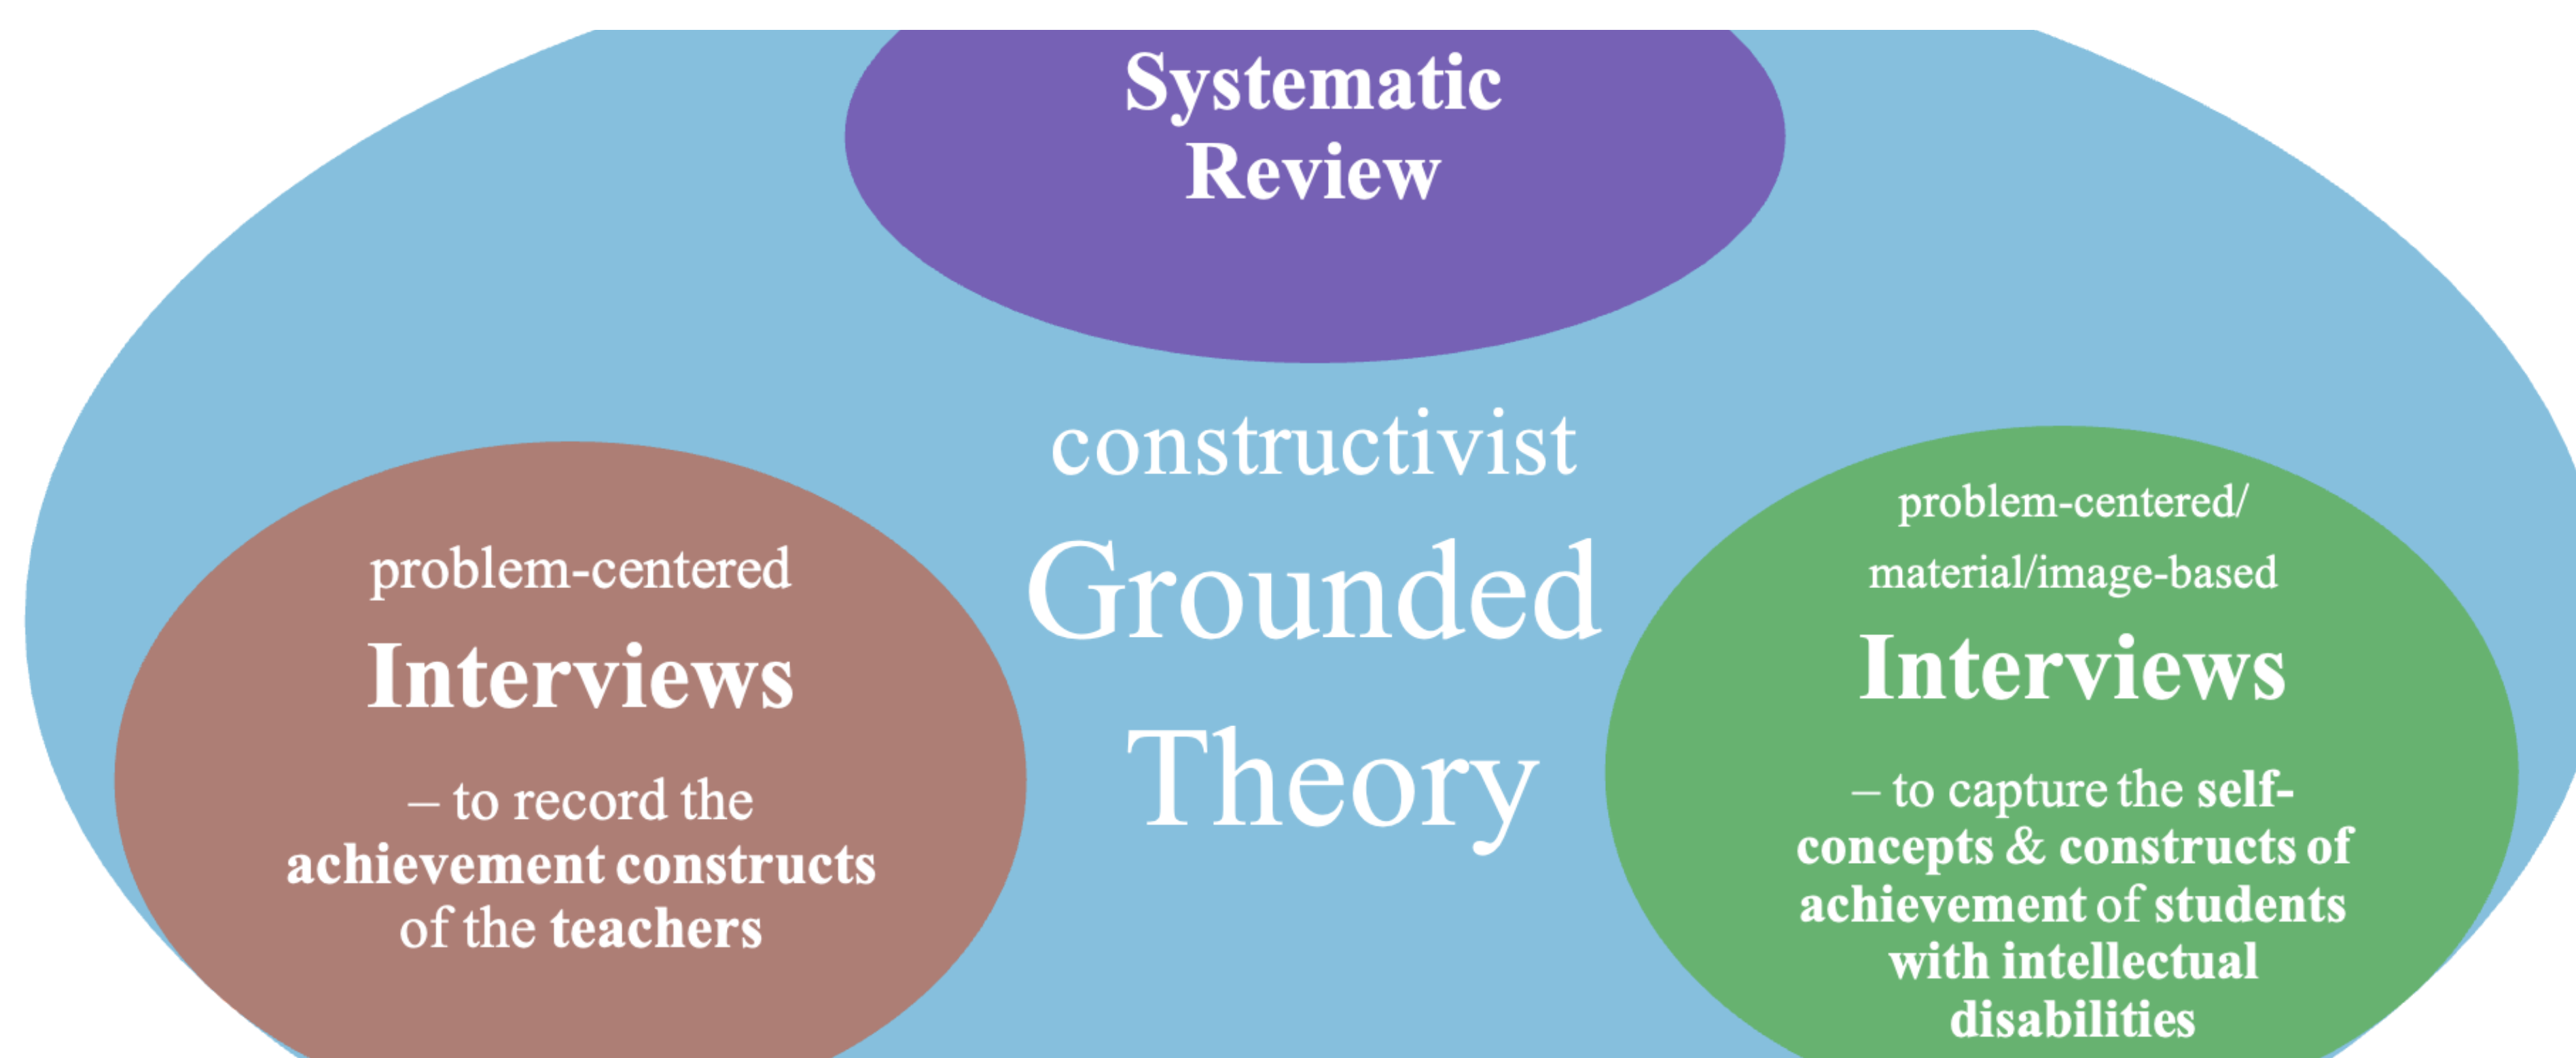 Systematic
Review
constructivist
Grounded
Theory
problem-centered
Interviews
– to record the
achievement constructs
of the teachers
problem-centered/
material/image-based
Interviews
– to capture the self-
concepts & constructs of
achievement of students
with intellectual
disabilities